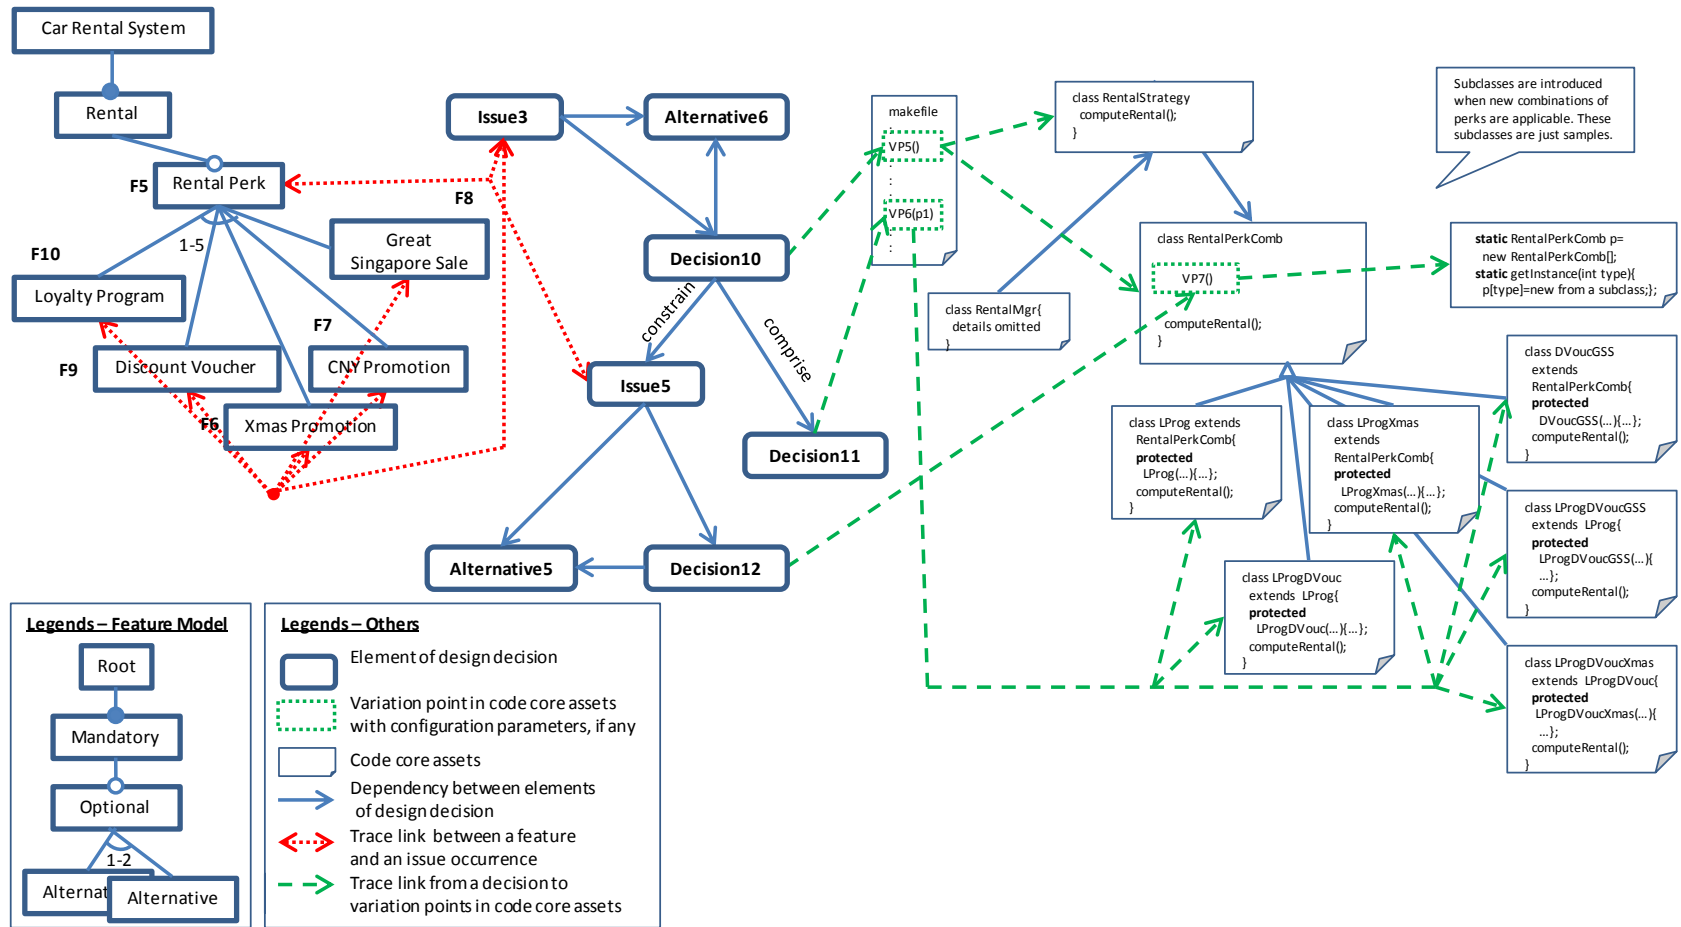 Car Rental System
Rental
F5
Rental Perk
F8
1-5
Great
Singapore Sale
F10
Loyalty Program
F7
F9
Discount Voucher
CNY Promotion
F6
Xmas Promotion
Issue3
Alternative6
Decision10
constrain
comprise
Issue5
Decision11
Alternative5
Decision12
makefile
:
VP5()
:
:
:
VP6(p1)
:
:
class RentalStrategy
computeRental();
}
class RentalMgr{
details omitted
}
class RentalPerkComb
VP7()
computeRental();
}
Subclasses are introduced
when new combinations of
perks are applicable. These
subclasses are just samples.
static RentalPerkComb p=
new RentalPerkComb[];
static getInstance(int type){
p[type]=new from a subclass;};
class LProg extends
RentalPerkComb{
protected
LProg(...){...};
computeRental();
}
class LProgXmas
extends
RentalPerkComb{
protected
LProgXmas(...){...};
computeRental();
}
class DVoucGSS
extends
RentalPerkComb{
protected
DVoucGSS(...){...};
computeRental();
}
class LProgDVouc
extends LProg{
protected
LProgDVouc(...){...};
computeRental();
}
class LProgDVoucGSS
extends LProg{
protected
LProgDVoucGSS(...){
...};
computeRental();
}
class LProgDVoucXmas
extends LProgDVouc{
protected
LProgDVoucXmas(...){
...};
computeRental();
}
Legends – Feature Model
Root
Mandatory
Optional
1-2
Alternat
Alternative
Legends – Others
Element of design decision
Variation point in code core assets
with configuration parameters, if any
Code core assets
Dependency between elements
of design decision
Trace link between a feature
and an issue occurrence
Trace link from a decision to
variation points in code core assets